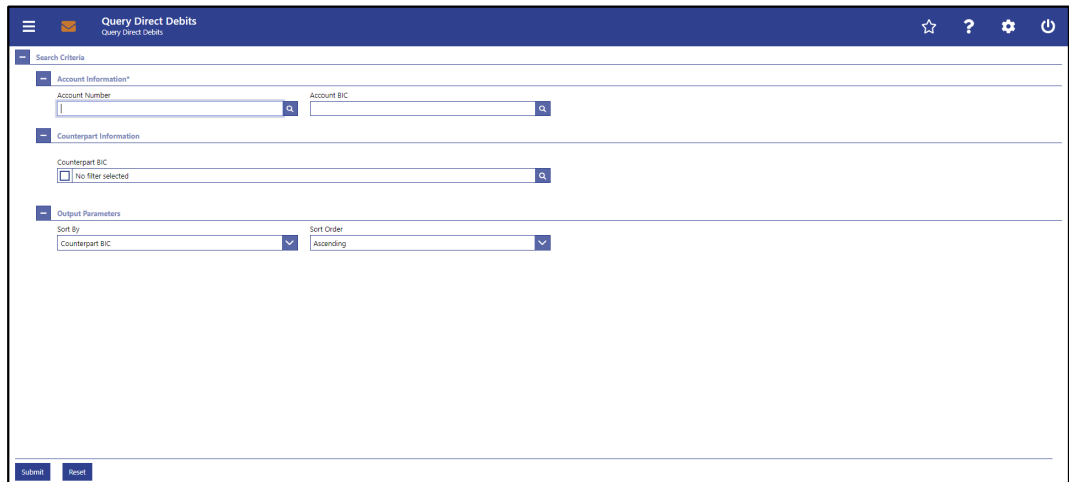 Query Direct Debits
Query Direct Debits
Search Criteria
Account Information*
Account Number Account BIC
Counterpart Information
Counterpart BIC
No filter selected
Output Parameters
Sort By Sort Order
Counterpart BIC Ascending
Submit Reset